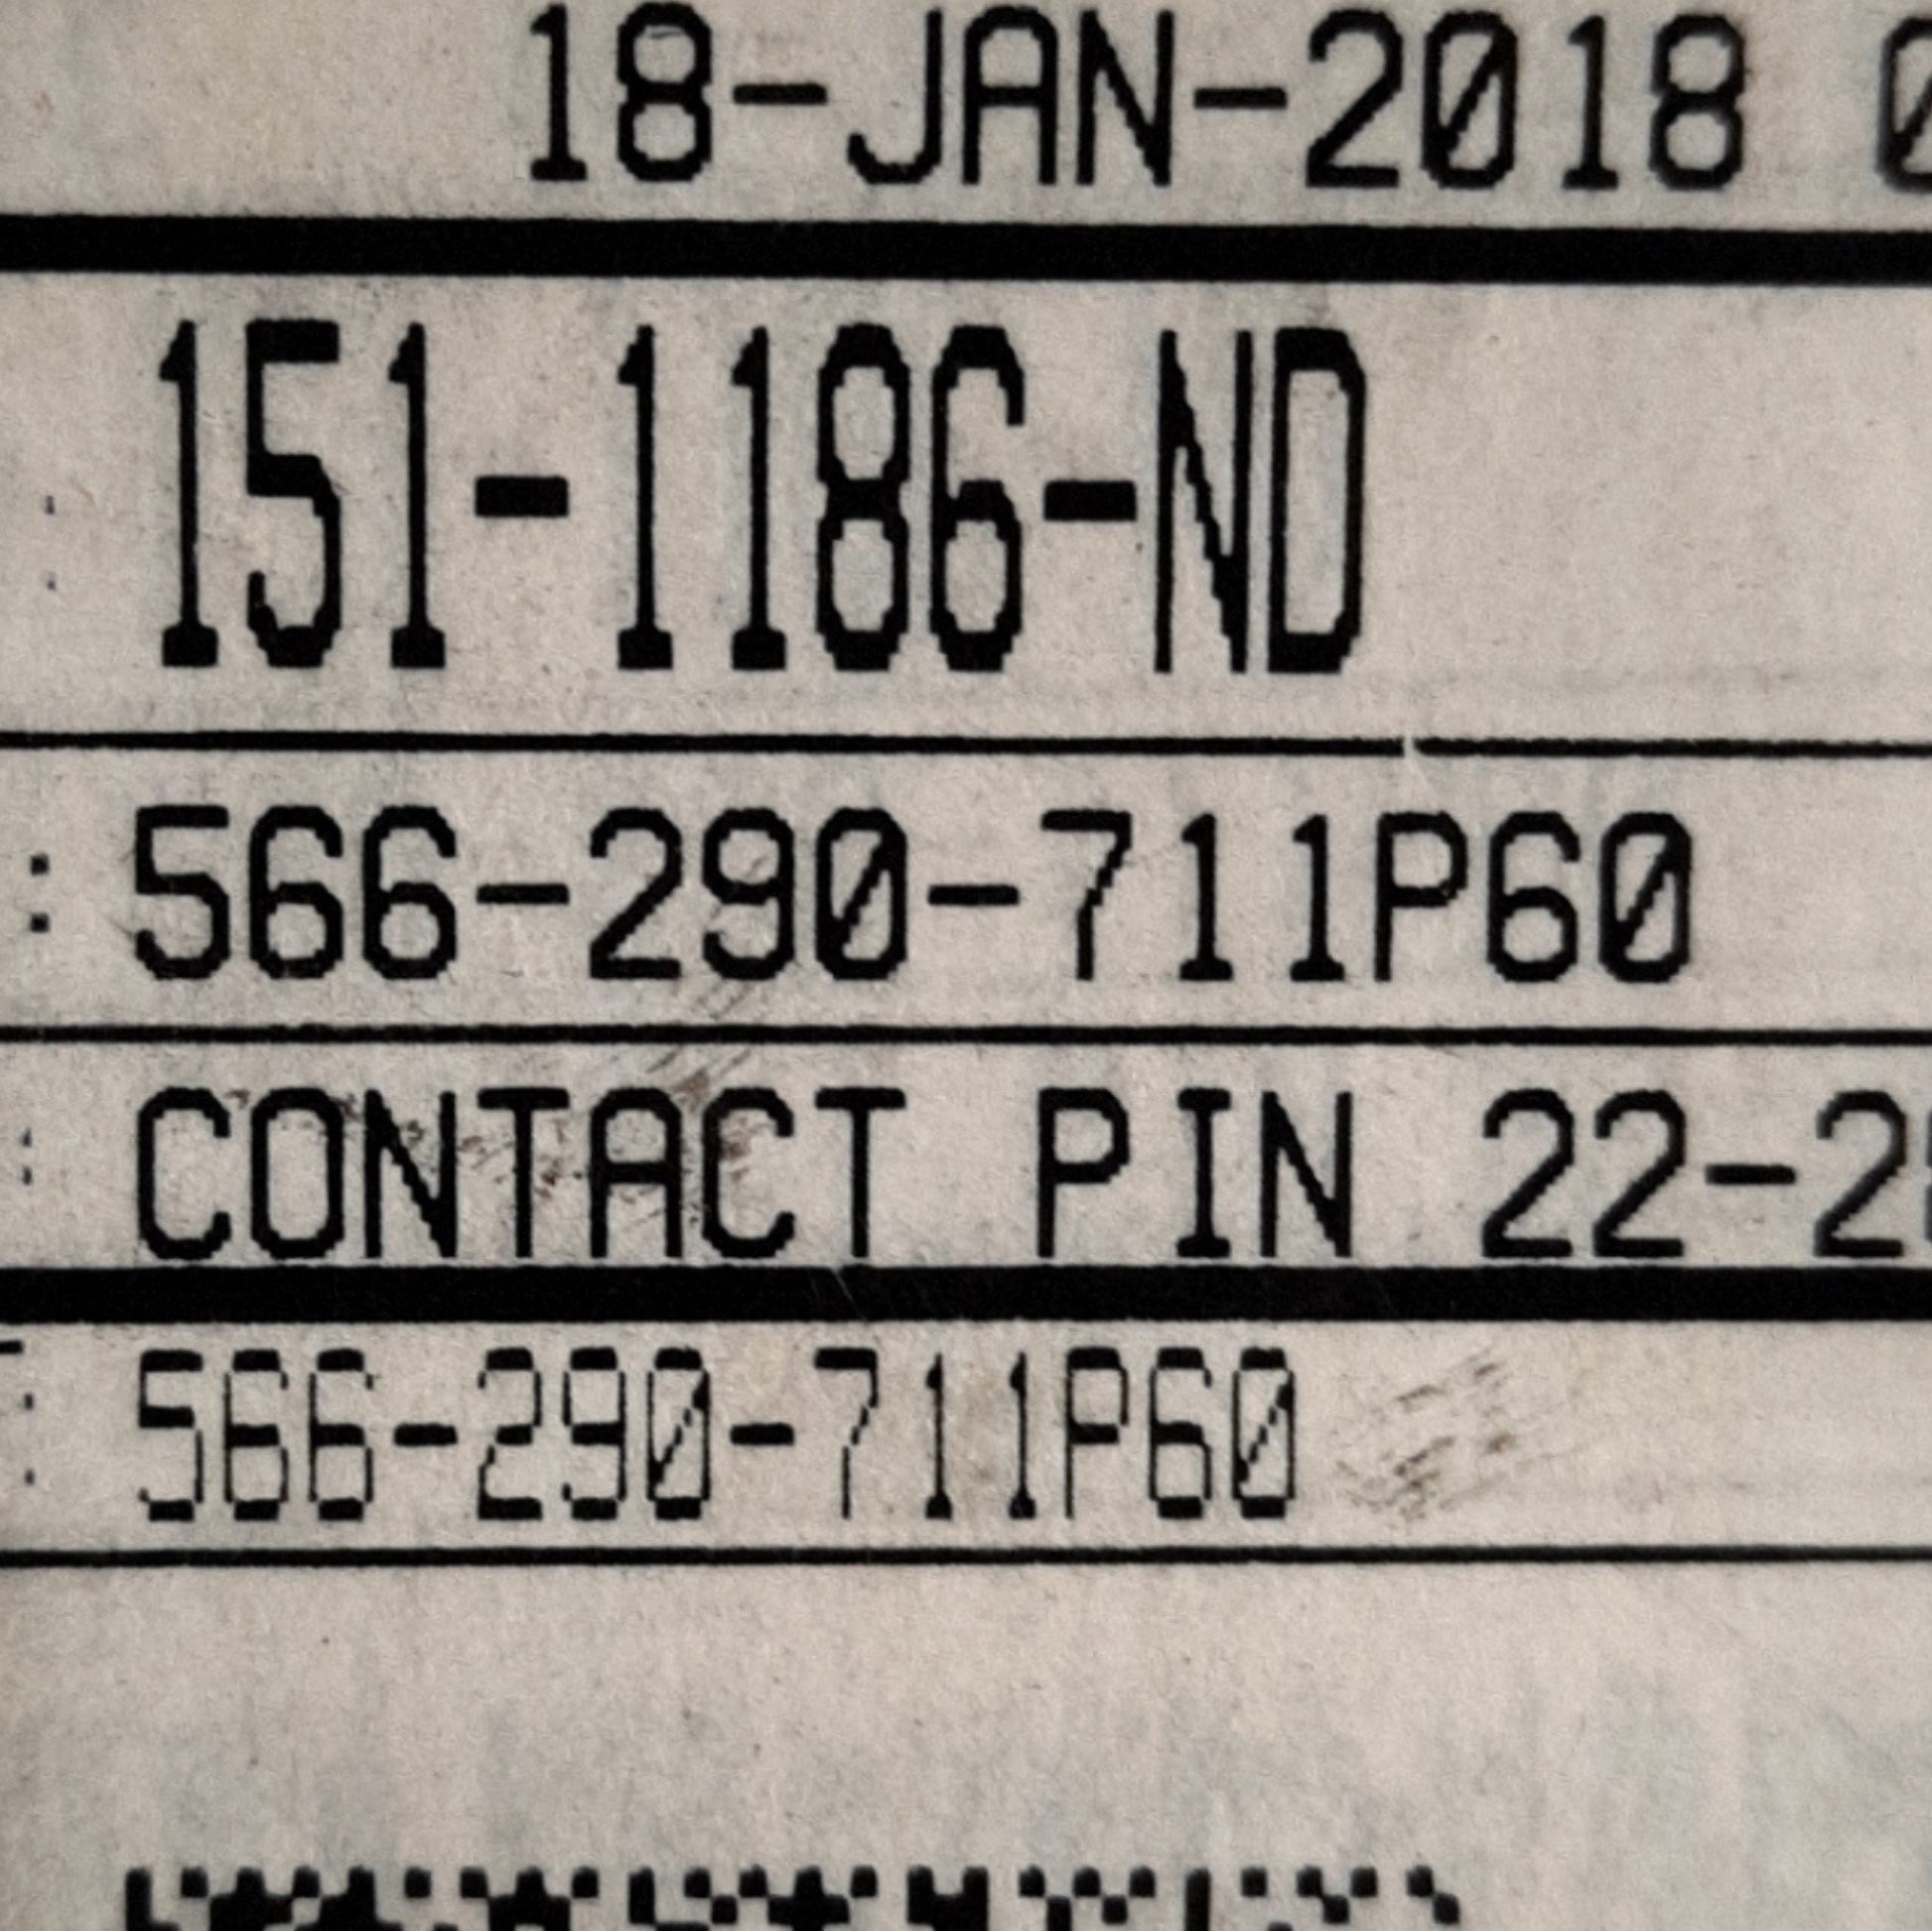 18-JAN-2018
: 151-1186-ND
: 566-290-711P60
: CONTACT PIN 22-2
: 566-290-711P60